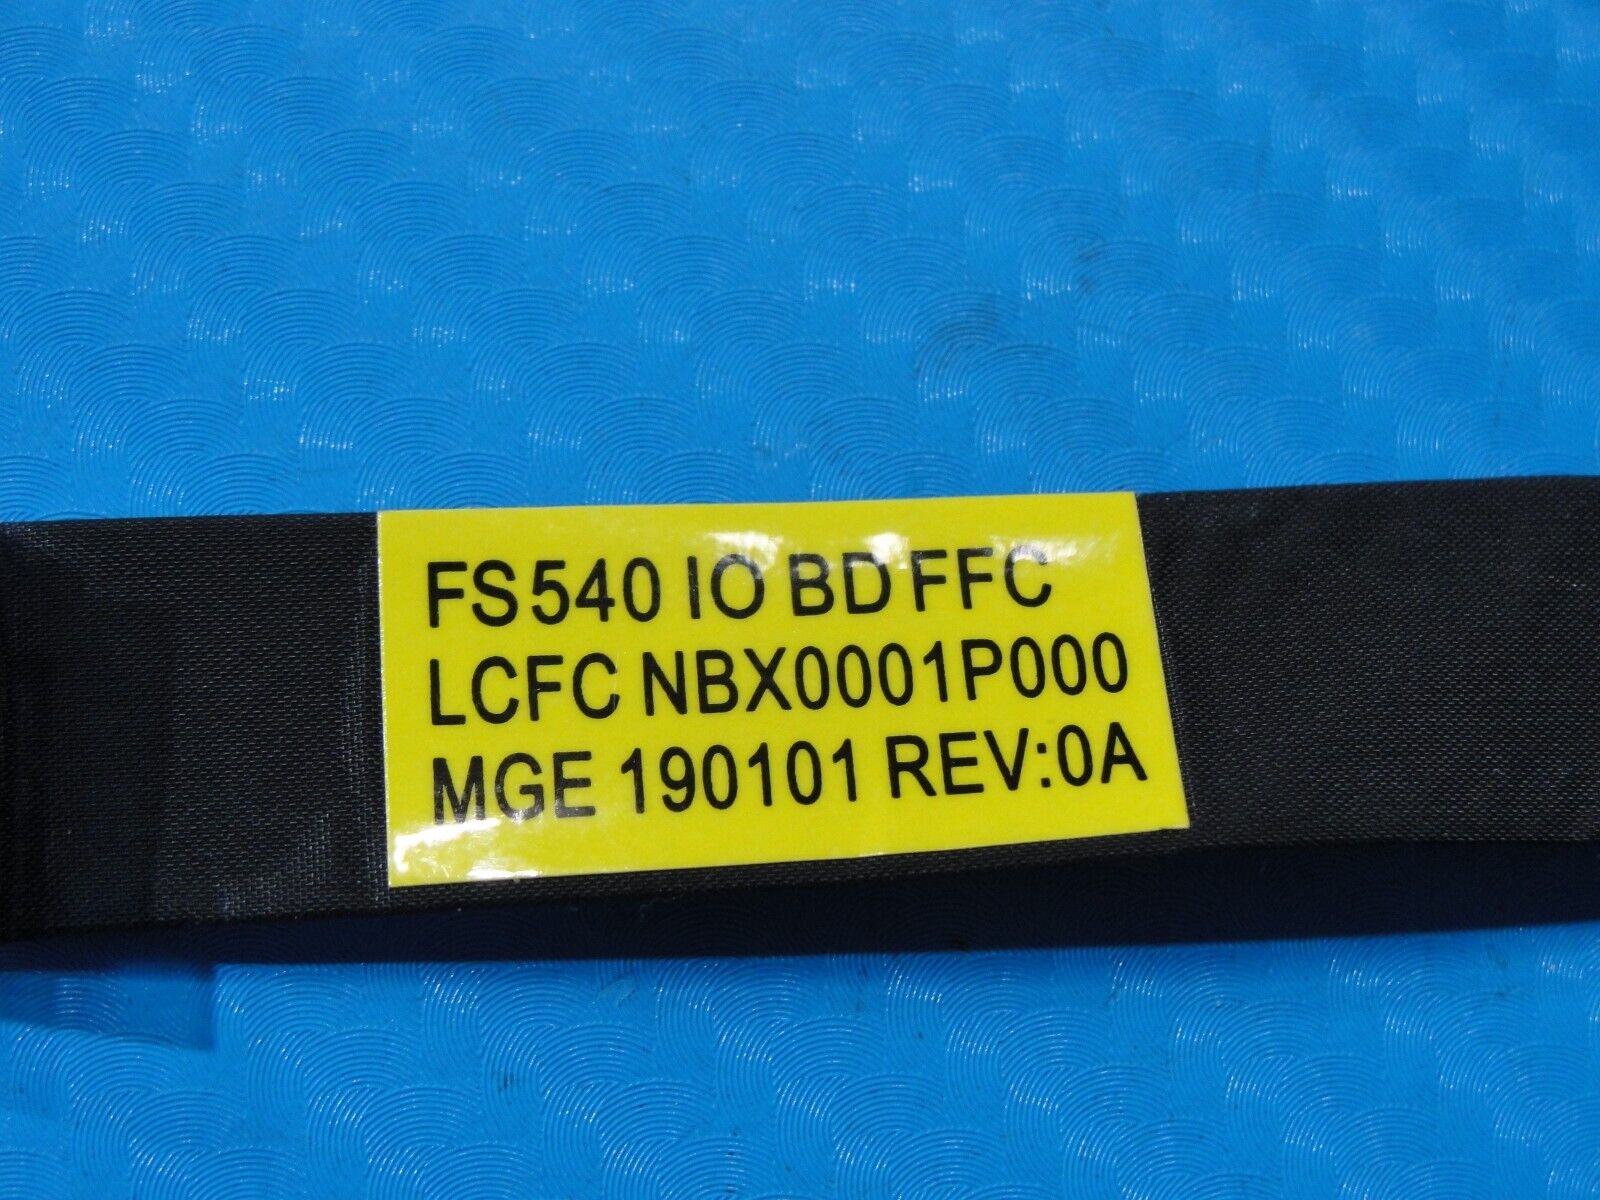 FS540 IO BD FFC
LCFC NBX0001P000
MGE 190101 REV:0A